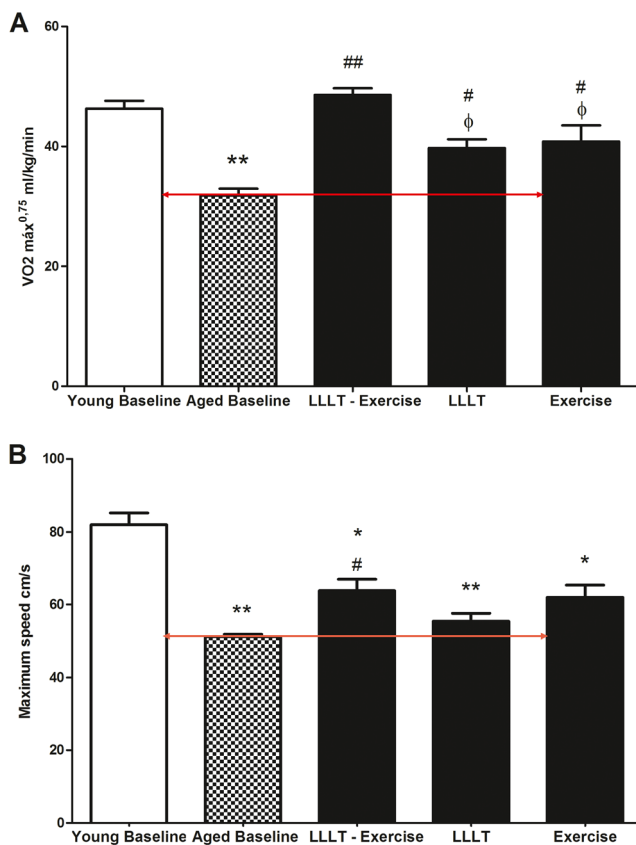 A
VO2 máx0,75 ml/kg/min
60
40
20
0
**
##
#
ϕ
#
ϕ
Young Baseline
Aged Baseline
LLLT - Exercise
LLLT
Exercise
B
Maximum speed cm/s
100
80
60
40
20
0
**
*
#
**
*
Young Baseline
Aged Baseline
LLLT - Exercise
LLLT
Exercise